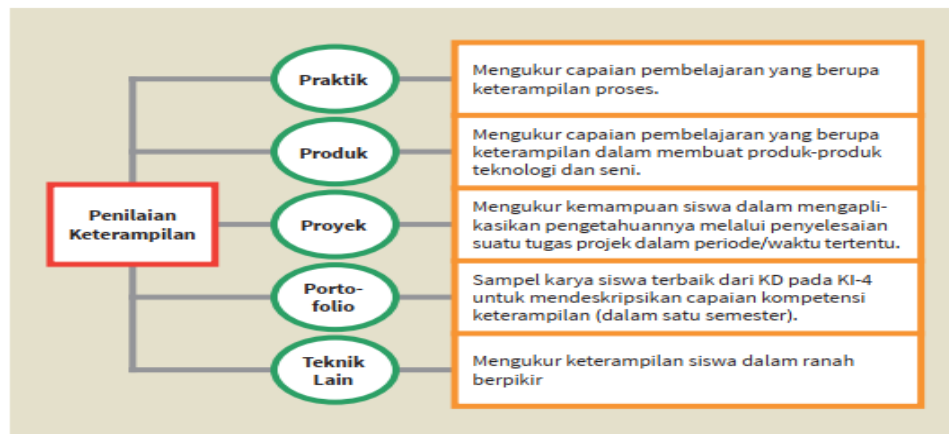 Penilaian
Keterampilan
Praktik
Mengukur capaian pembelajaran yang berupa
keterampilan proses.
Produk
Mengukur capaian pembelajaran yang berupa
keterampilan dalam membuat produk-produk
teknologi dan seni.
Proyek
Mengukur kemampuan siswa dalam mengapli-
kasikan pengetahuannya melalui penyelesaian
suatu tugas projek dalam periode/waktu tertentu.
Porto-
folio
Sampel karya siswa terbaik dari KD pada KI-4
untuk mendeskripsikan capaian kompetensi
keterampilan (dalam satu semester).
Teknik
Lain
Mengukur keterampilan siswa dalam ranah
berpikir